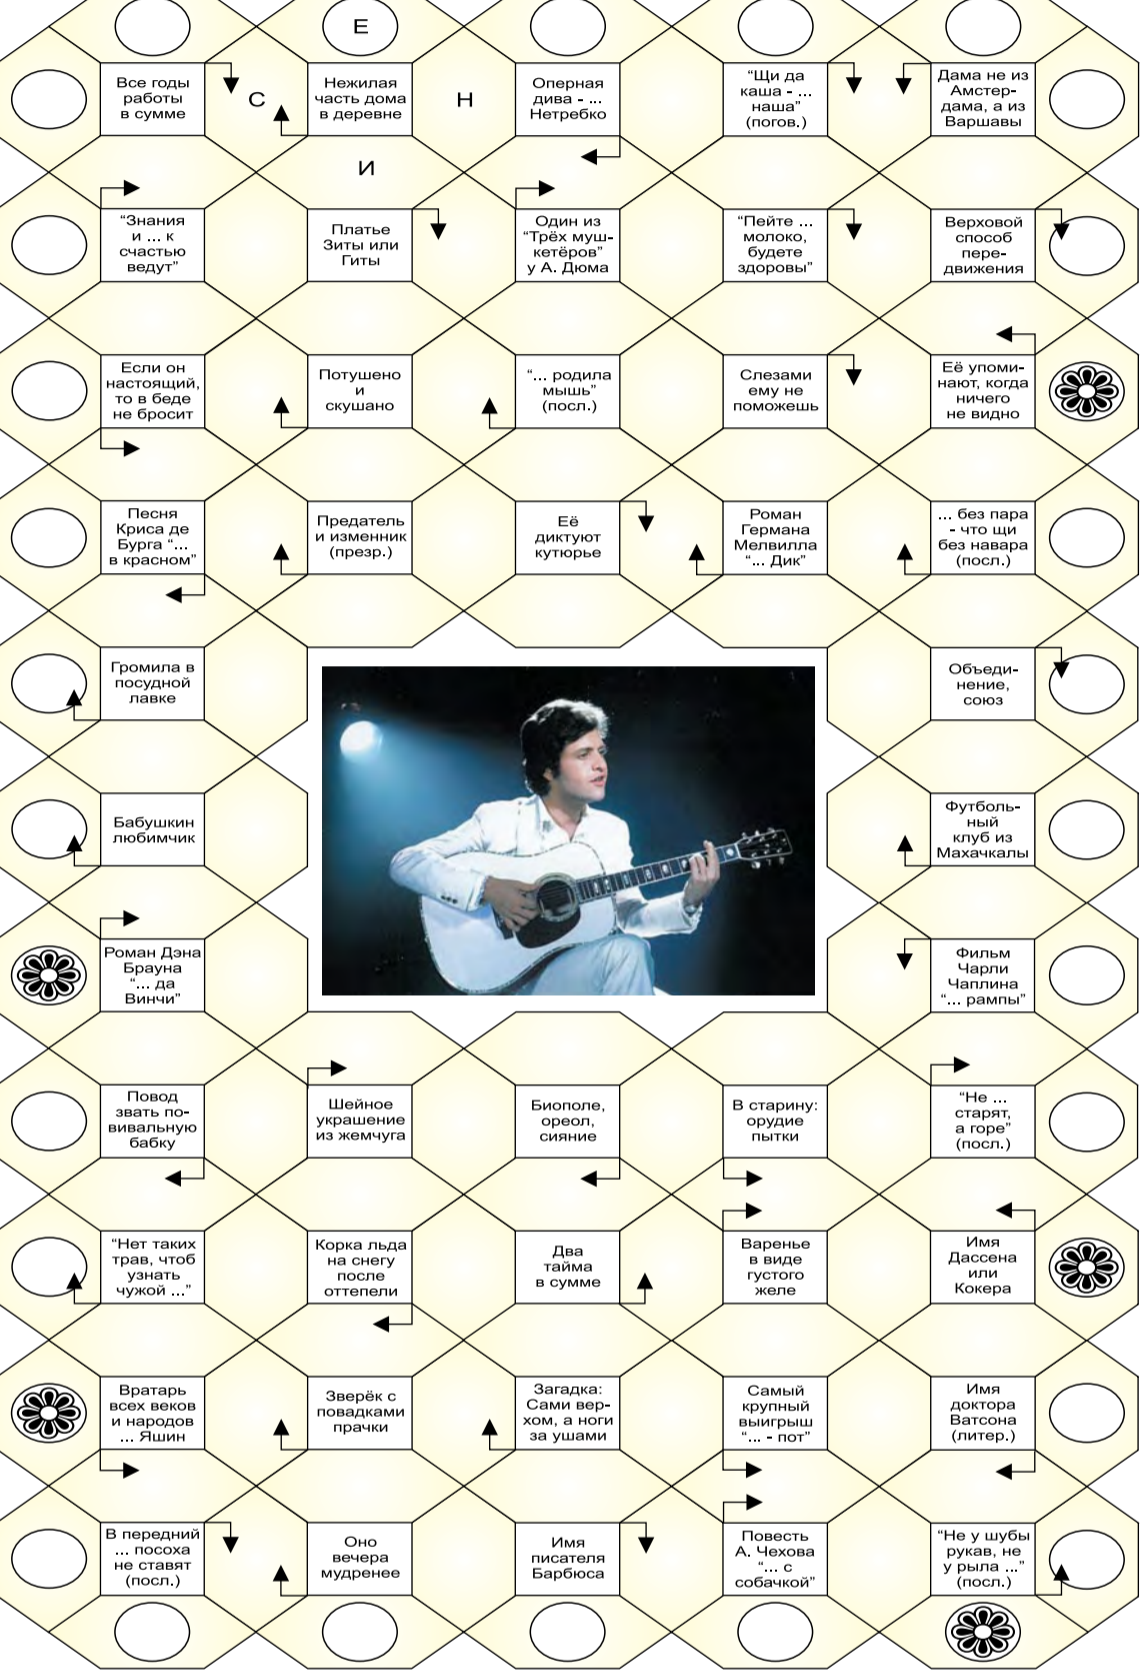 Е
Все годы
работы
в сумме
С
Нежилая
часть дома
в деревне
Н
Оперная
дива - ...
Нетребко
“Щи да
каша - ...
наша”
(погов.)
Дама не из
Амстер-
дама, а из
Варшавы
И
“Знания
и ... к
счастью
ведут”
Платье
Зиты или
Гиты
Один из
“Трёх муш-
кетёров”
у А. Дюма
“Пейте ...
молоко,
будете
здоровы”
Верховой
способ
пере-
движения
Если он
настоящий,
то в беде
не бросит
Потушено
и
скушано
“... родила
мышь”
(посл.)
Слезами
ему не
поможешь
Её упоми-
нают, когда
ничего
не видно
Песня
Криса де
Бурга “...
в красном”
Предатель
и изменник
(презр.)
Её
диктуют
кутюрье
Роман
Германа
Мелвилла
“... Дик”
... без пара
- что щи
без навара
(посл.)
Громила в
посудной
лавке
Объеди-
нение,
союз
Бабушкин
любимчик
Футболь-
ный
клуб из
Махачкалы
Роман Дэна
Брауна
“... да
Винчи”
Фильм
Чарли
Чаплина
“... рампы”
Повод
звать по-
вивальную
бабку
Шейное
украшение
из жемчуга
Биополе,
ореол,
сияние
В старину:
орудие
пытки
“Не ...
старят,
а горе”
(посл.)
“Нет таких
трав, чтоб
узнать
чужой ...”
Корка льда
на снегу
после
оттепели
Два
тайма
в сумме
Варенье
в виде
густого
желе
Имя
Дассена
или
Кокера
Вратарь
всех веков
и народов
... Яшин
Зверёк с
повадками
прачки
Загадка:
Сами вер-
хом, а ноги
за ушами
Самый
крупный
выигрыш
“... - пот”
Имя
доктора
Ватсона
(литер.)
В передний
... посоха
не ставят
(посл.)
Оно
вечера
мудренее
Имя
писателя
Барбюса
Повесть
А. Чехова
“... с
собачкой”
“Не у шубы
рукав, не
у рыла ...”
(посл.)